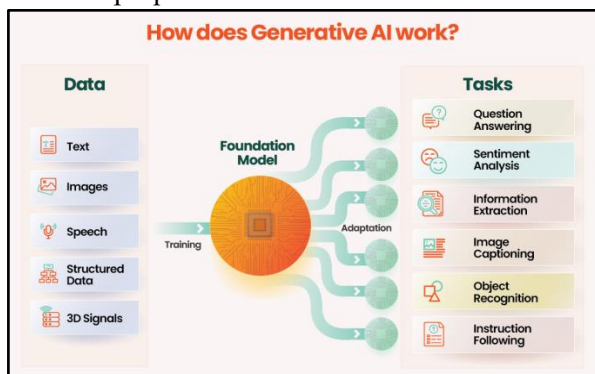 How does Generative AI work?
Data
Text
Images
Speech
Structured
Data
3D Signals
Training
Foundation
Model
Adaptation
Tasks
Question
Answering
Sentiment
Analysis
Information
Extraction
Image
Captioning
Object
Recognition
Instruction
Following